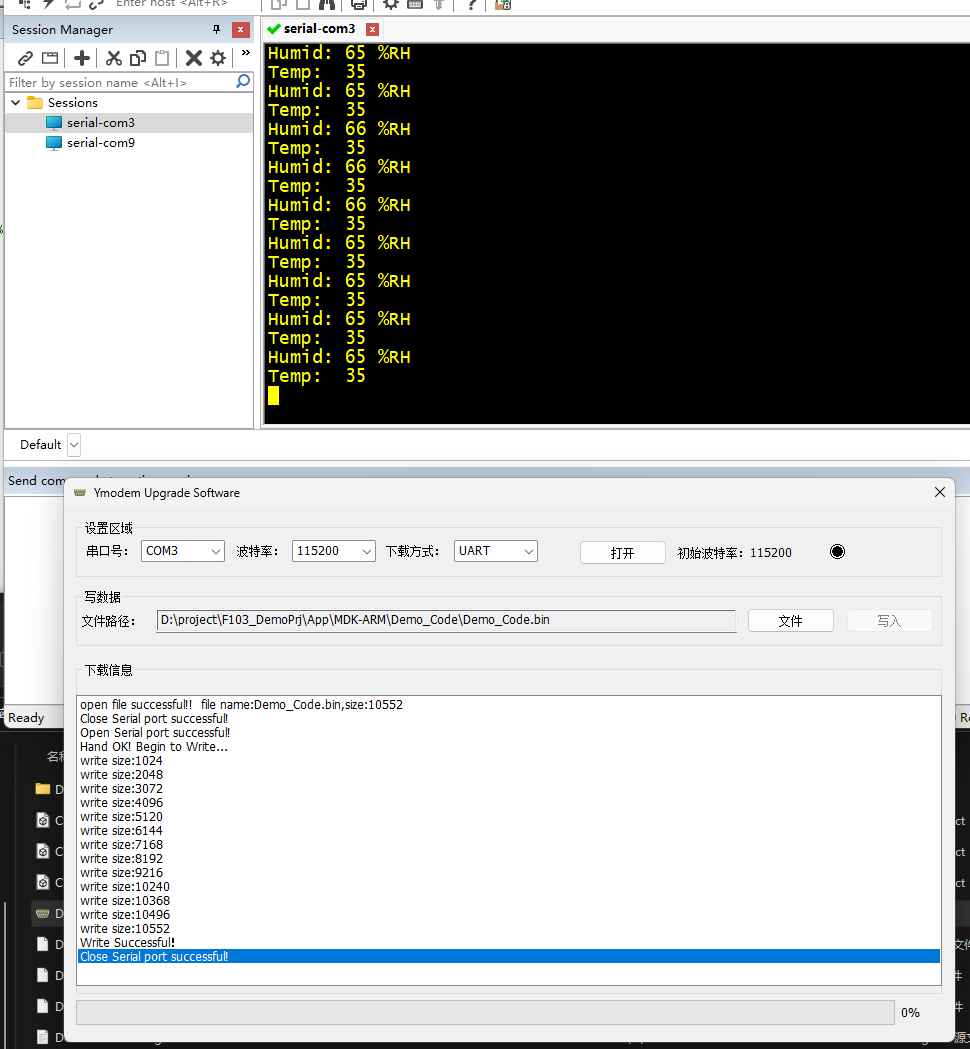 Enter host <Alt+R>
Session Manager
serial-com3
Filter by session name <Alt+I>
Sessions
serial-com3
serial-com9
Humid: 65 %RH
Temp: 35
Humid: 65 %RH
Temp: 35
Humid: 66 %RH
Temp: 35
Humid: 66 %RH
Temp: 35
Humid: 66 %RH
Temp: 35
Humid: 65 %RH
Temp: 35
Humid: 65 %RH
Temp: 35
Humid: 65 %RH
Temp: 35
Humid: 65 %RH
Temp: 35
Default
Send
Ymodem Upgrade Software
设置区域
串口号： COM3 波特率： 115200 下载方式： UART 打开 初始波特率：115200
写数据
文件路径： D:\project\F103_DemoPrj\App\MDK-ARM\Demo_Code\Demo_Code.bin 文件 写入
下载信息
open file successful!! file name:Demo_Code.bin,size:10552
Close Serial port successful!
Open Serial port successful!
Hand OK! Begin to Write...
write size:1024
write size:2048
write size:3072
write size:4096
write size:5120
write size:6144
write size:7168
write size:8192
write size:9216
write size:10240
write size:10368
write size:10496
write size:10552
Write Successful!
Close Serial port successful!
0%
Ready